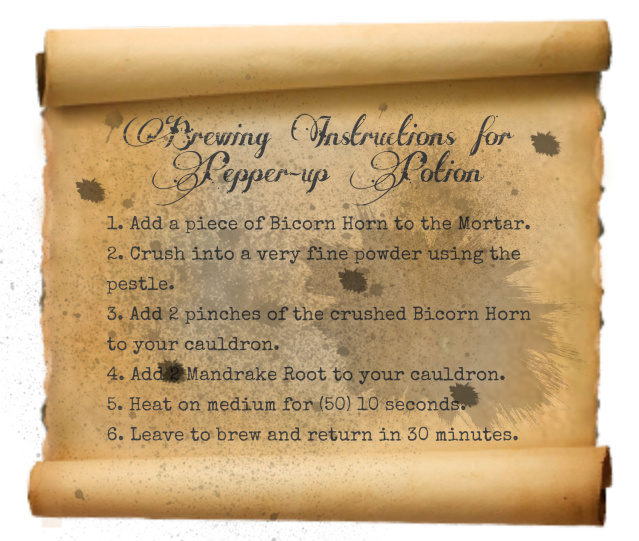 Brewing Instructions for
Pepper-up Potion
1. Add a piece of Bicorn Horn to the Mortar.
2. Crush into a very fine powder using the
pestle.
3. Add 2 pinches of the crushed Bicorn Horn
to your cauldron.
4. Add 2 Mandrake Root to your cauldron.
5. Heat on medium for (50) 10 seconds.
6. Leave to brew and return in 30 minutes.